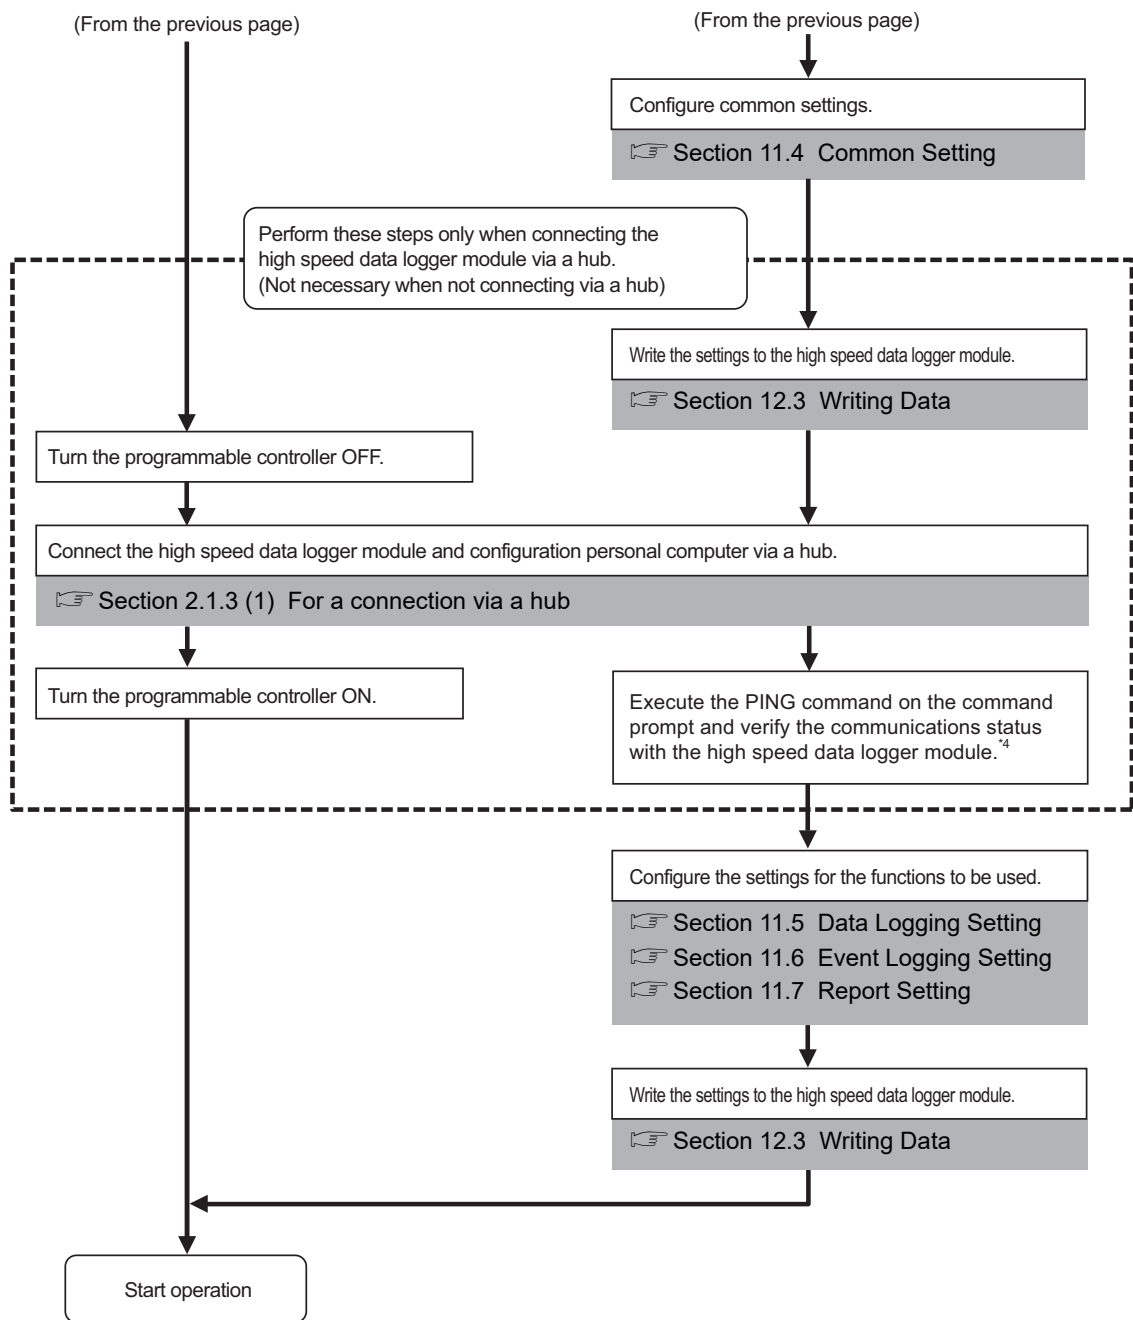 (From the previous page)
(From the previous page)
Configure common settings.
Section 11.4 Common Setting
Perform these steps only when connecting the
high speed data logger module via a hub.
(Not necessary when not connecting via a hub)
Write the settings to the high speed data logger module.
Section 12.3 Writing Data
Turn the programmable controller OFF.
Connect the high speed data logger module and configuration personal computer via a hub.
Section 2.1.3 (1) For a connection via a hub
Turn the programmable controller ON.
Execute the PING command on the command
prompt and verify the communications status
with the high speed data logger module.*4
Configure the settings for the functions to be used.
Section 11.5 Data Logging Setting
Section 11.6 Event Logging Setting
Section 11.7 Report Setting
Write the settings to the high speed data logger module.
Section 12.3 Writing Data
Start operation